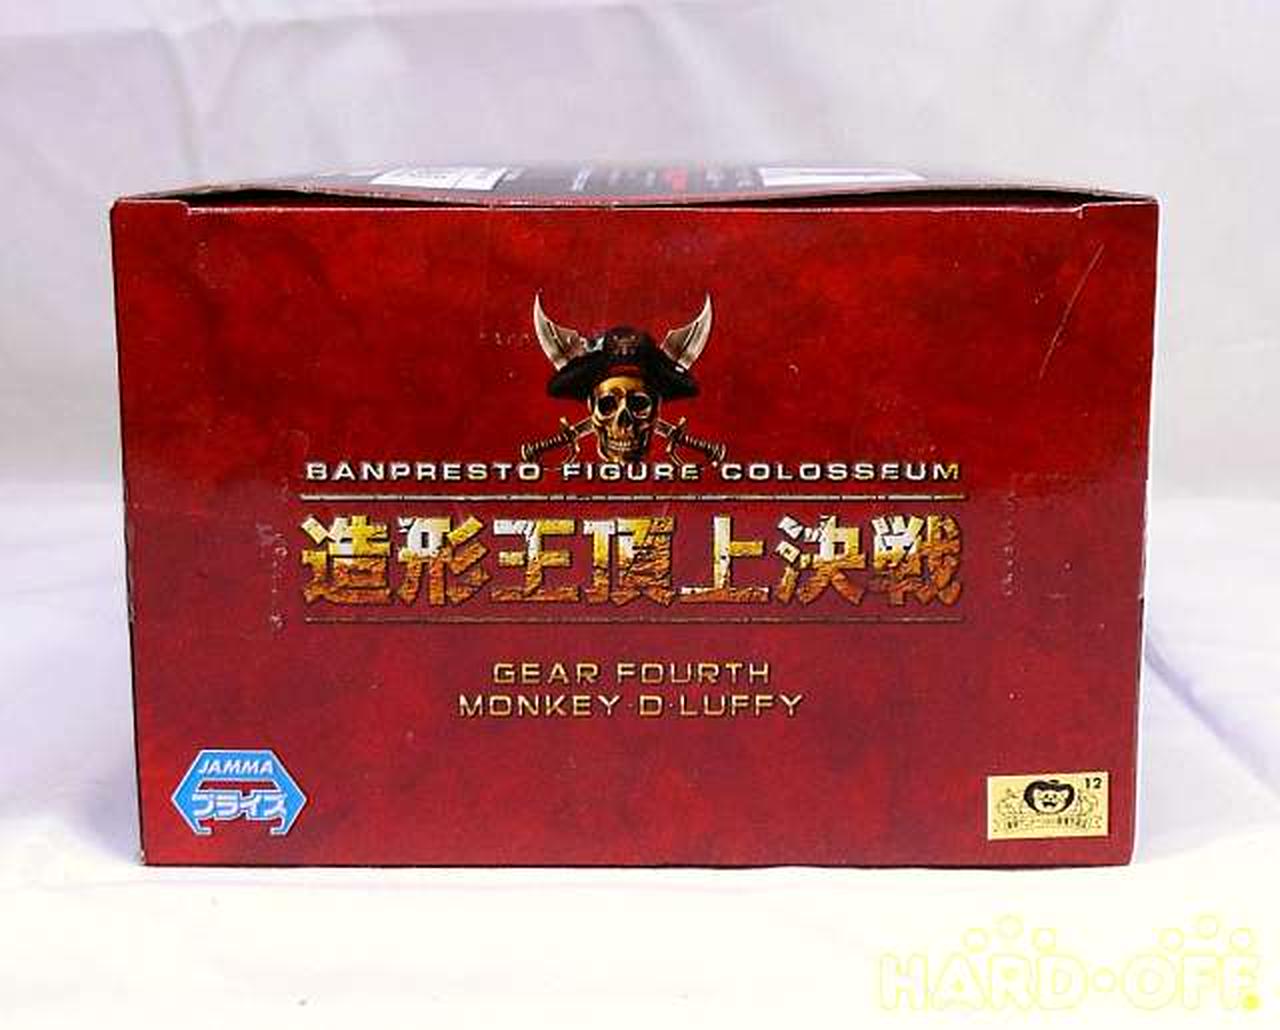 BANPRESTO FIGURE COLOSSEUM
造形王頂上決戦
GEAR FOURTH
MONKEY·D·LUFFY
JAMMA
プライズ
12
HARD·OFF